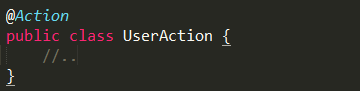 @Action
public class UserAction {
    //..
}